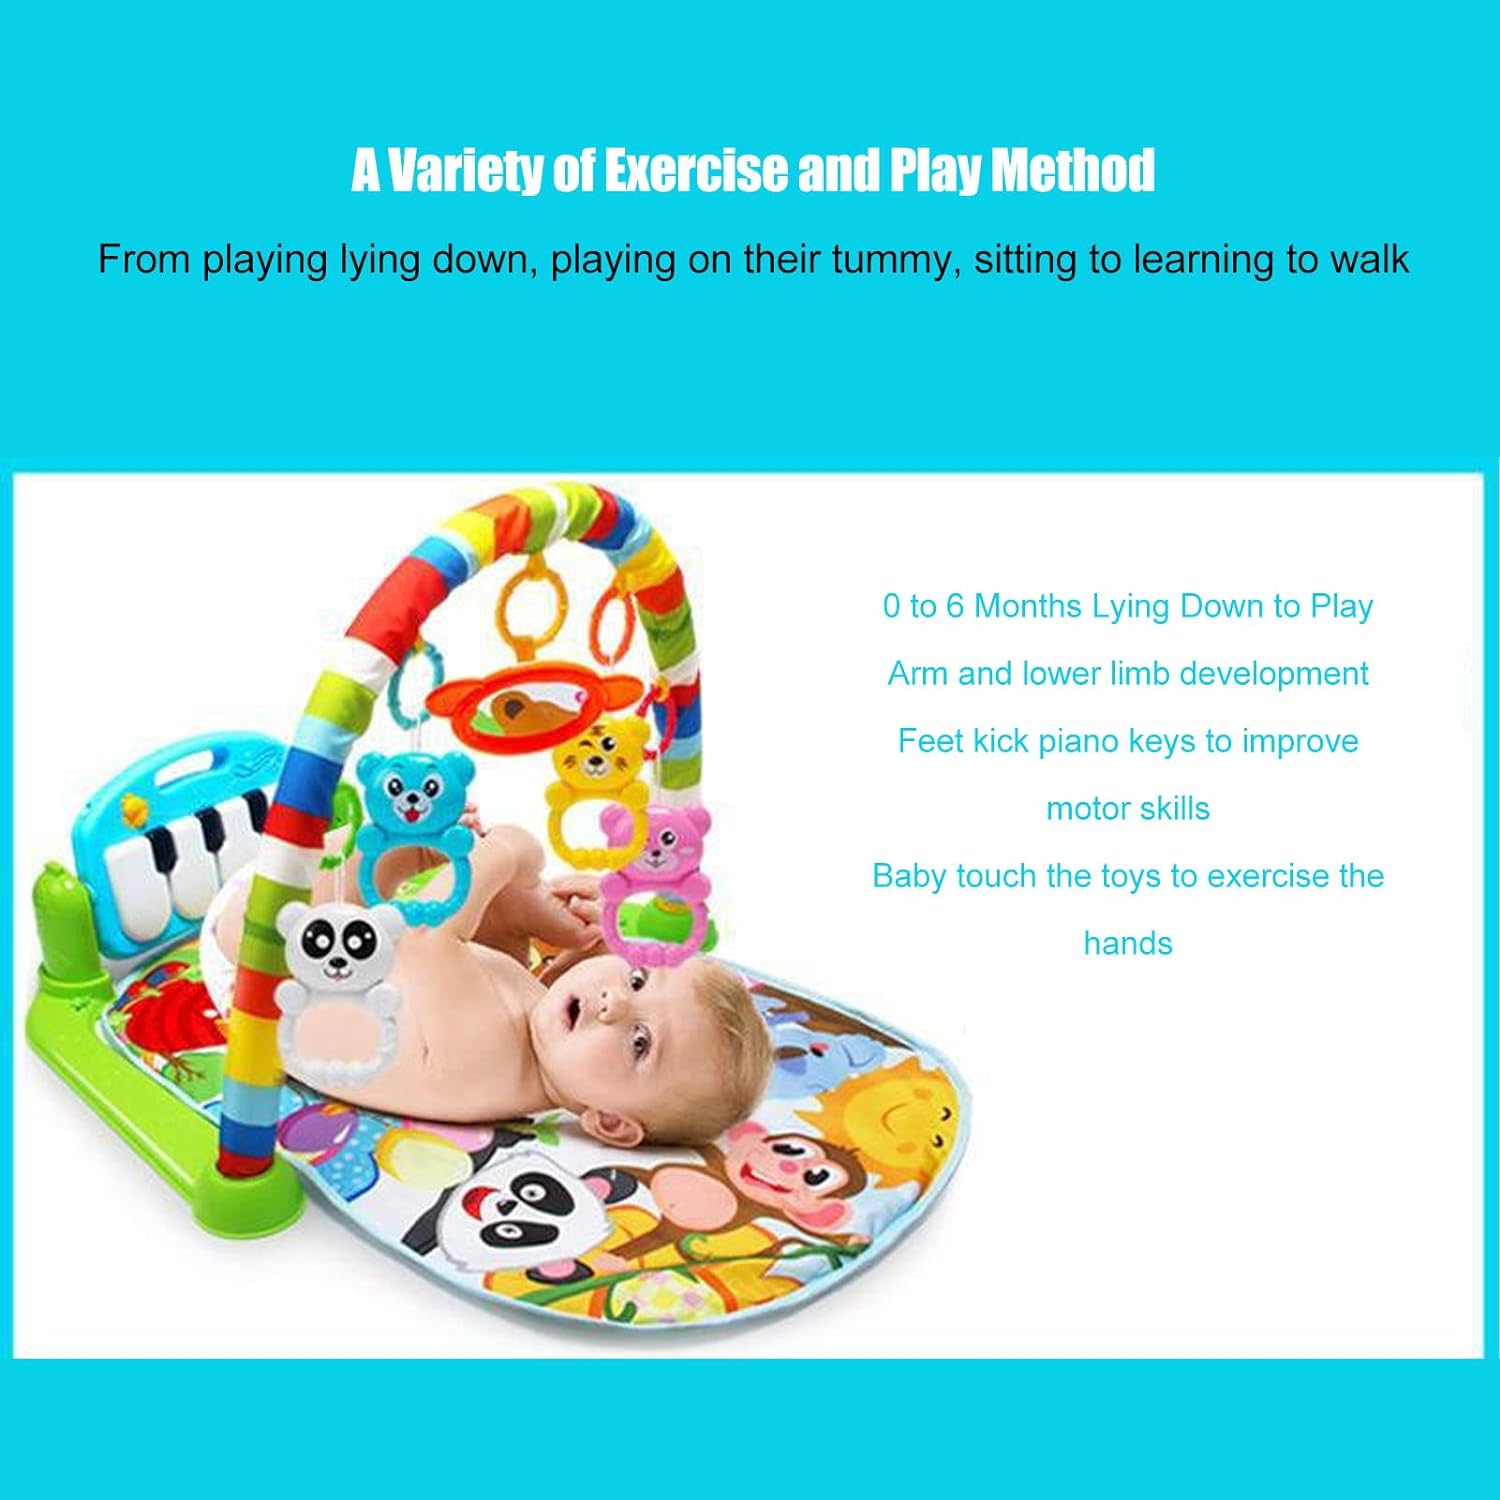 A Variety of Exercise and Play Method
From playing lying down, playing on their tummy, sitting to learning to walk
0 to 6 Months Lying Down to Play
Arm and lower limb development
Feet kick piano keys to improve
motor skills
Baby touch the toys to exercise the
hands